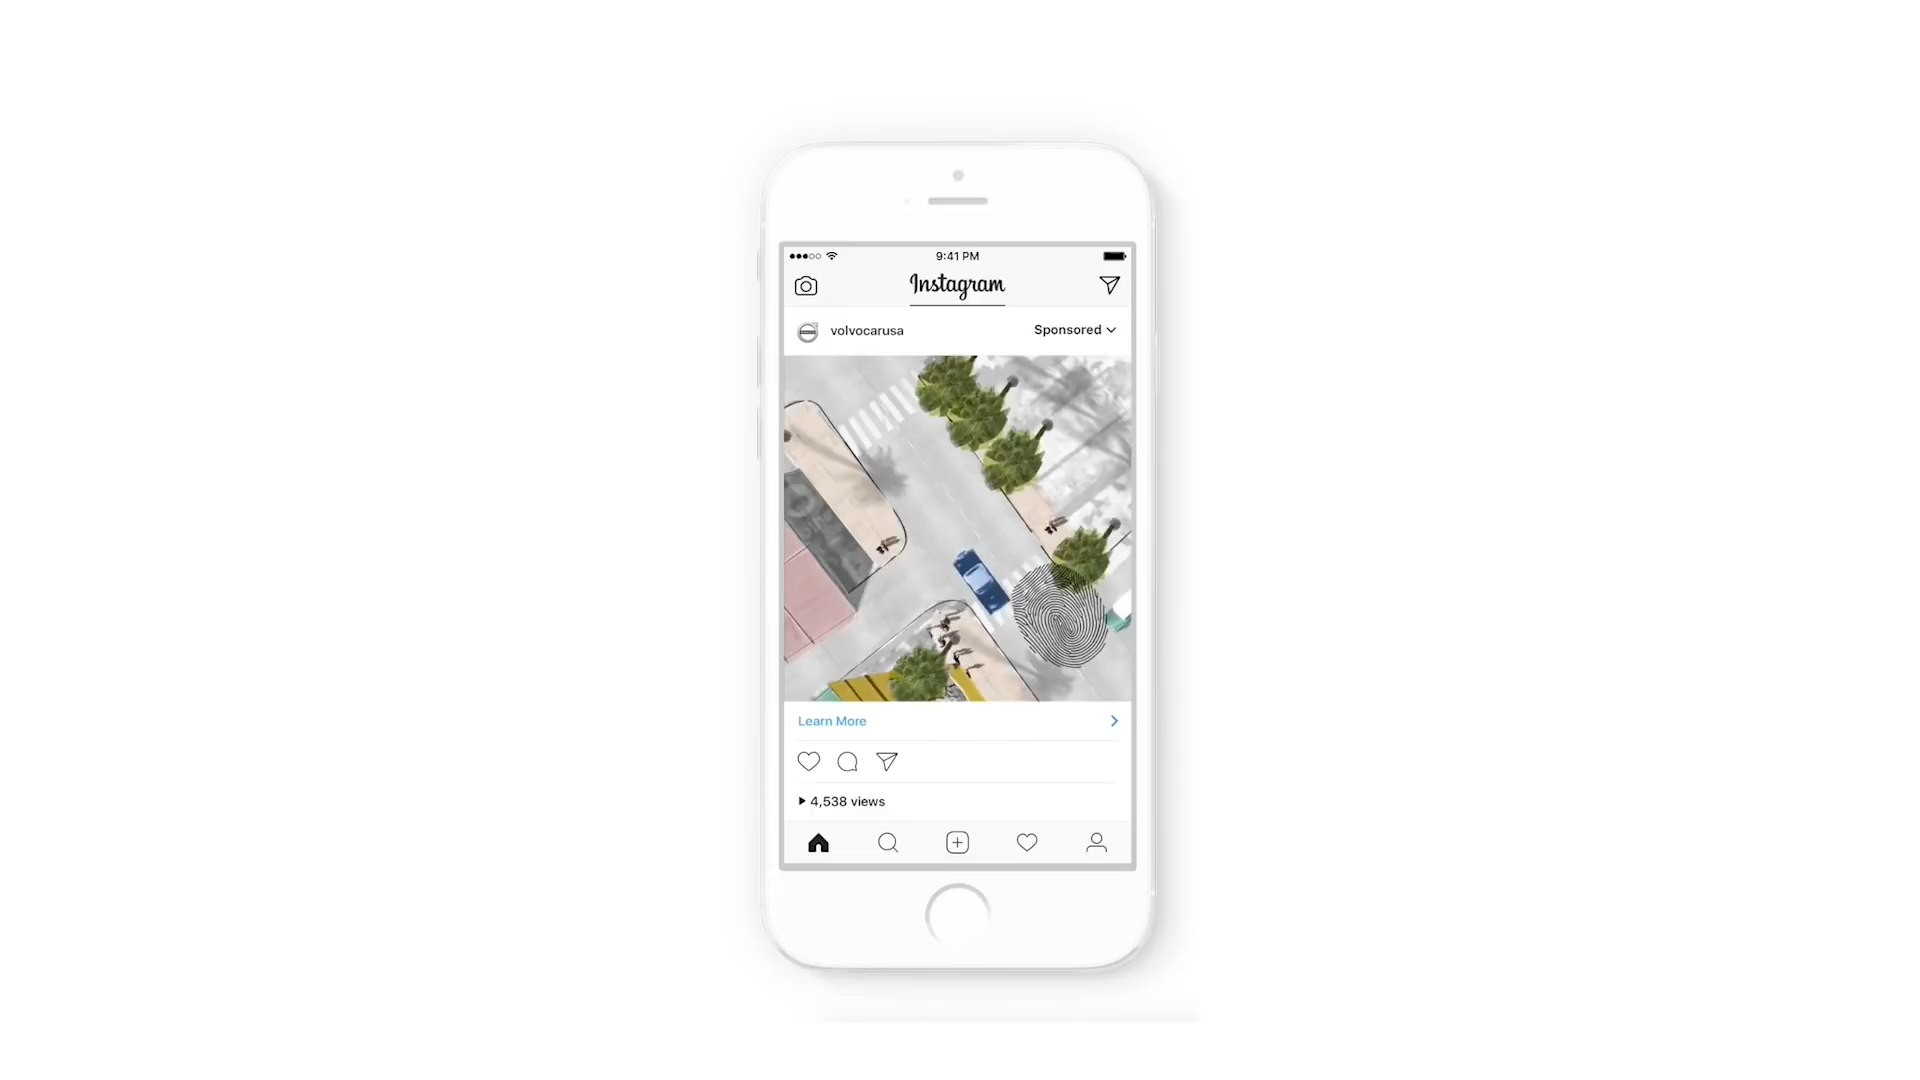 9:41 PM
Instagram
volvocarusa
Sponsored
Learn More
4,538 views